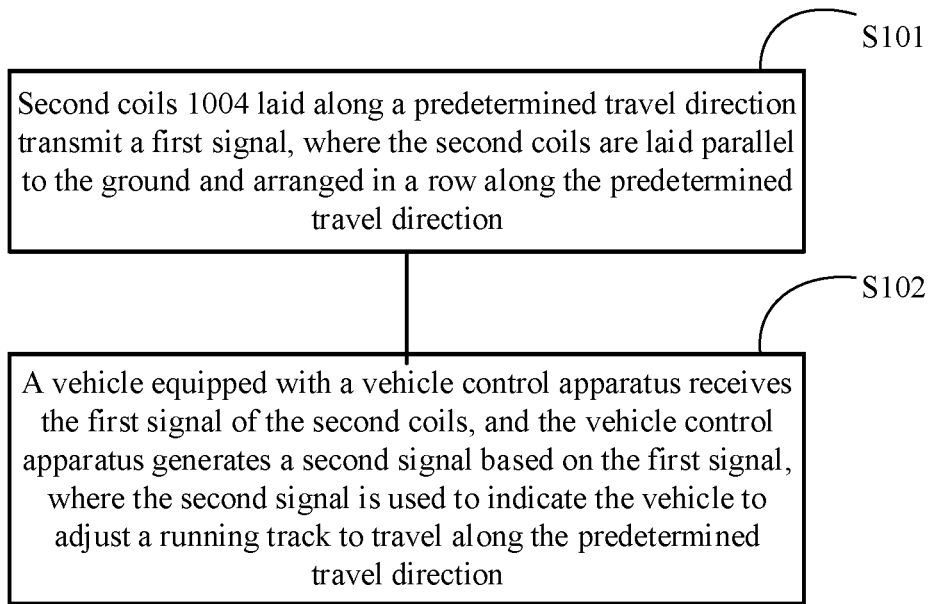 S101
Second coils 1004 laid along a predetermined travel direction
transmit a first signal, where the second coils are laid parallel
to the ground and arranged in a row along the predetermined
travel direction
S102
A vehicle equipped with a vehicle control apparatus receives
the first signal of the second coils, and the vehicle control
apparatus generates a second signal based on the first signal,
where the second signal is used to indicate the vehicle to
adjust a running track to travel along the predetermined
travel direction